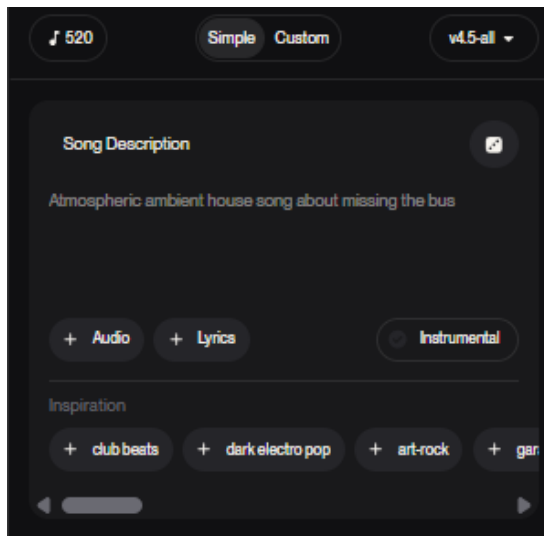 520 Simple Custom v4.5-all
Song Description
Atmospheric ambient house song about missing the bus
+ Audio + Lyrics Instrumental
Inspiration
+ club beats + dark electro pop + art-rock + gar